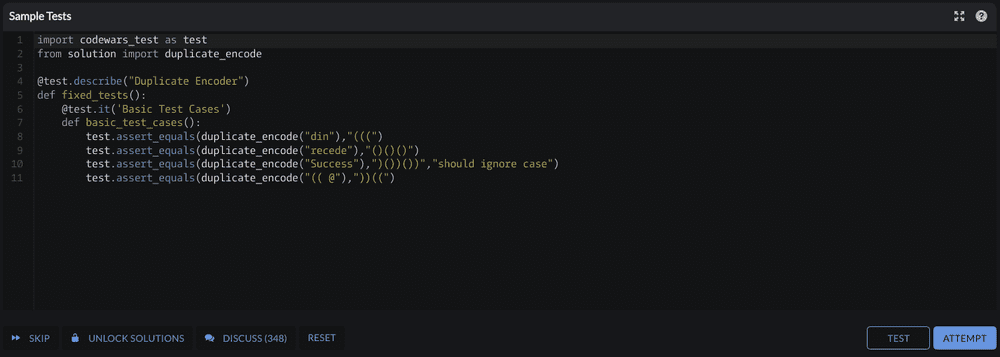 Sample Tests
1 import codewars_test as test
2 from solution import duplicate_encode
3
4 @test.describe("Duplicate Encoder")
5 def fixed_tests():
6     @test.it('Basic Test Cases')
7     def basic_test_cases():
8         test.assert_equals(duplicate_encode("din"),"(((")
9         test.assert_equals(duplicate_encode("recede"),"()()()")
10         test.assert_equals(duplicate_encode("Success"),")())())","should ignore case")
11         test.assert_equals(duplicate_encode("(( @"),"))((")
SKIP UNLOCK SOLUTIONS DISCUSS (348) RESET TEST ATTEMPT